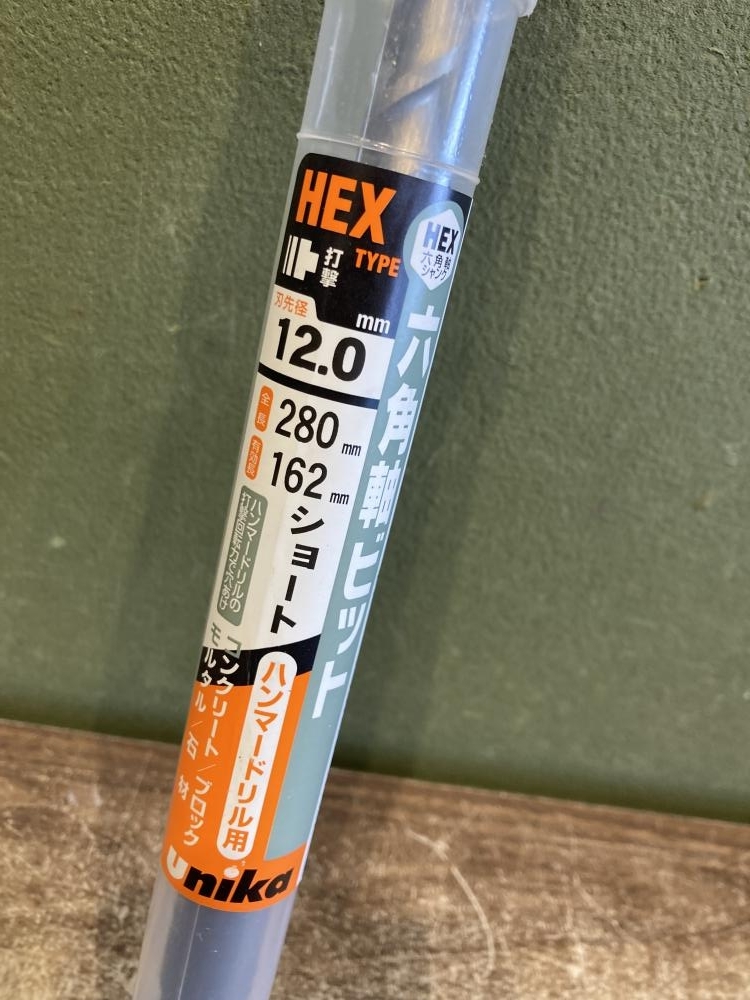 HEX
TYPE
打撃
HEX
六角軸
シャンク
刃先径
12.0 mm
全長
280 mm
有効長
162 mm
ショート
六角軸ビット
ハンマードリルの
打撃回転力で穴あけ
ハンマードリル用
コンクリート/ブロック
モルタル/石材
unika